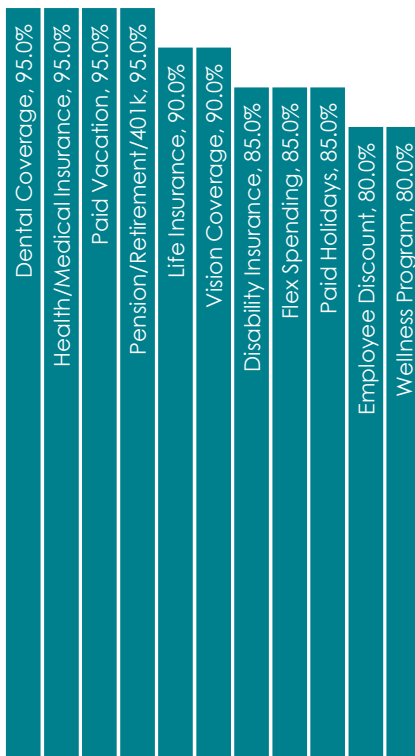 Dental Coverage, 95.0%
Health/Medical Insurance, 95.0%
Paid Vacation, 95.0%
Pension/Retirement/401k, 95.0%
Life Insurance, 90.0%
Vision Coverage, 90.0%
Disability Insurance, 85.0%
Flex Spending, 85.0%
Paid Holidays, 85.0%
Employee Discount, 80.0%
Wellness Program, 80.0%